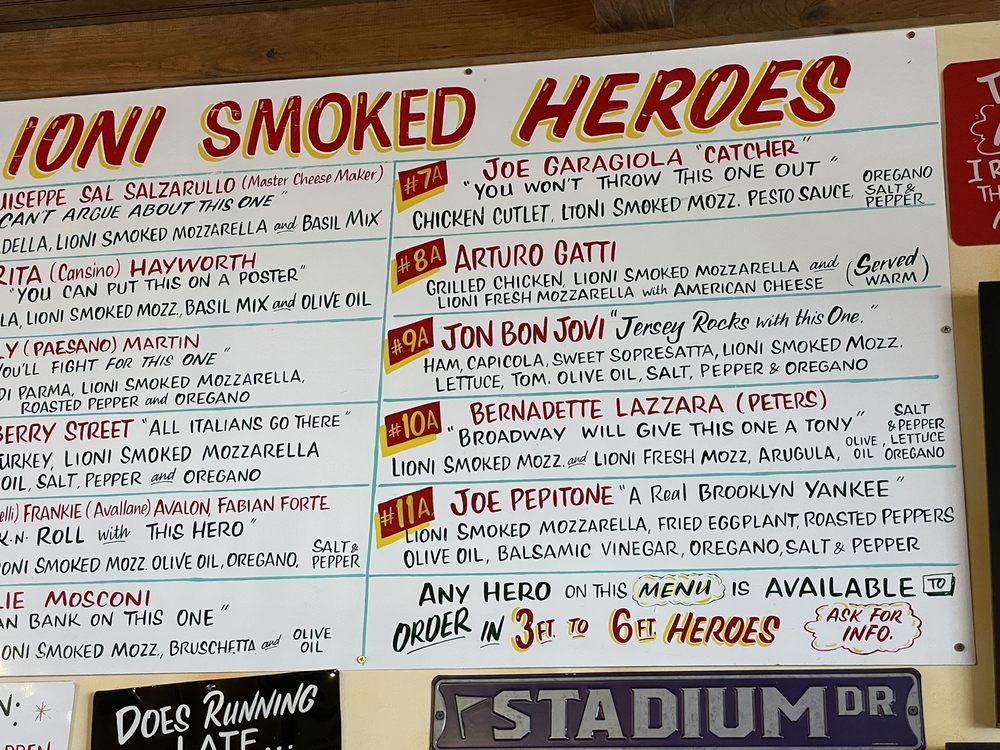 IONI SMOKED HEROES
UISEPPE SAL SALZARULLO (Master Cheese Maker)
CAN'T ARGUE ABOUT THIS ONE"
DELLA, LIONI SMOKED MOZZARELLA and BASIL MIX
RITA (Cansino) HAYWORTH
"YOU CAN PUT THIS ON A POSTER"
LA, LIONI SMOKED MOZZ., BASIL MIX and OLIVE OIL
LY (PAESANO) MARTIN
YOU'LL FIGHT FOR THIS ONE"
DI PARMA, LIONI SMOKED MOZZARELLA,
ROASTED PEPPER and OREGANO
BERRY STREET "ALL ITALIANS GO THERE"
TURKEY, LIONI SMOKED MOZZARELLA
OIL, SALT, PEPPER and OREGANO
elli) FRANKIE (Avallane) AVALON, FABIAN FORTE
K.N. ROLL with THIS HERO"
ONI SMOKED MOZZ. OLIVE OIL, OREGANO, SALT & PEPPER
LIE MOSCONI
AN BANK ON THIS ONE"
ONI SMOKED MOZZ., BRUSCHETTA and OLIVE OIL
#7A JOE GARAGIOLA "CATCHER"
"YOU WON'T THROW THIS ONE OUT"
CHICKEN CUTLET, LIONI SMOKED MOZZ. PESTO SAUCE, OREGANO SALT & PEPPER
#8A ARTURO GATTI
GRILLED CHICKEN, LIONI SMOKED MOZZARELLA and
LIONI FRESH MOZZARELLA with AMERICAN CHEESE (Served WARM)
#9A JON BON JOVI "Jersey Rocks with this One."
HAM, CAPICOLA, SWEET SOPRESATTA, LIONI SMOKED MOZZ.
LETTUCE, TOM. OLIVE OIL, SALT, PEPPER & OREGANO
#10A BERNADETTE LAZZARA (PETERS)
"BROADWAY WILL GIVE THIS ONE A TONY"
LIONI SMOKED MOZZ. and LIONI FRESH MOZZ, ARUGULA, OLIVE OIL, SALT & PEPPER LETTUCE OREGANO
#11A JOE PEPITONE "A Real BROOKLYN YANKEE"
LIONI SMOKED MOZZARELLA, FRIED EGGPLANT, ROASTED PEPPERS
OLIVE OIL, BALSAMIC VINEGAR, OREGANO, SALT & PEPPER
ANY HERO ON THIS MENU IS AVAILABLE TO
ORDER IN 3FT. TO 6FT. HEROES
ASK FOR
INFO.
N:
DOES RUNNING
LATE...
STADIUM DR